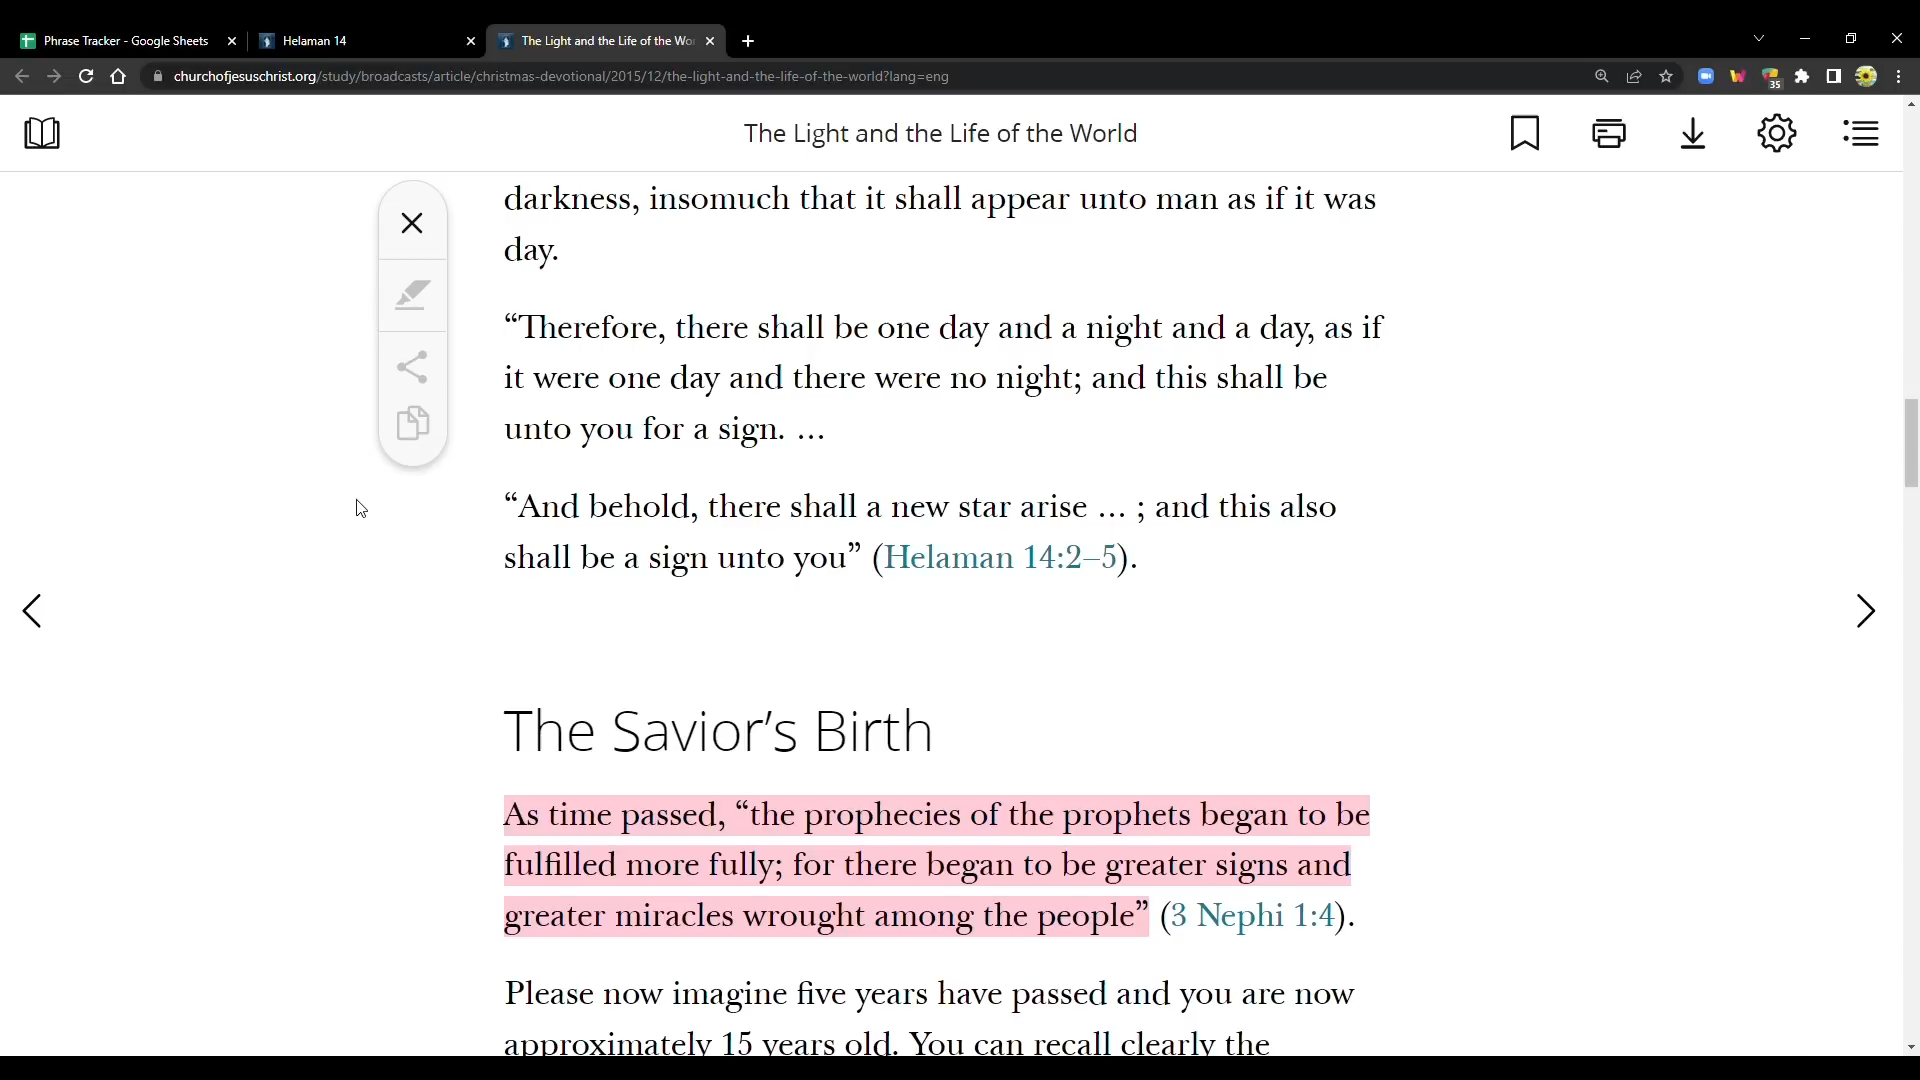 Phrase Tracker - Google Sheets
Helaman 14
The Light and the Life of the Wor
churchofjesuschrist.org/study/broadcasts/article/christmas-devotional/2015/12/the-light-and-the-life-of-the-world?lang=eng
35
The Light and the Life of the World
darkness, insomuch that it shall appear unto man as if it was
day.
“Therefore, there shall be one day and a night and a day, as if
it were one day and there were no night; and this shall be
unto you for a sign. …
“And behold, there shall a new star arise … ; and this also
shall be a sign unto you” (Helaman 14:2–5).
The Savior’s Birth
As time passed, “the prophecies of the prophets began to be
fulfilled more fully; for there began to be greater signs and
greater miracles wrought among the people” (3 Nephi 1:4).
Please now imagine five years have passed and you are now
approximately 15 years old. You can recall clearly the